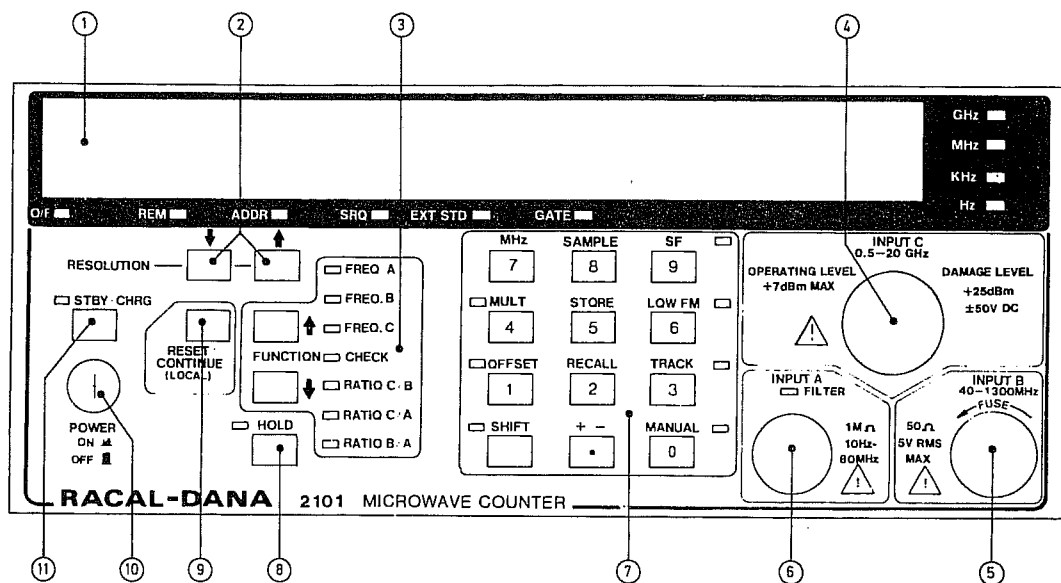 1 2 3 4
GHz
MHz
KHz
Hz
O/F REM ADDR SRQ EXT STD GATE
RESOLUTION
STBY·CHRG
RESET
CONTINUE
(LOCAL)
POWER
ON
OFF
FUNCTION
HOLD
FREQ A
FREQ. B
FREQ. C
CHECK
RATIO C/B
RATIO C/A
RATIO B/A
MHz SAMPLE SF
7 8 9
MULT STORE LOW FM
4 5 6
OFFSET RECALL TRACK
1 2 3
SHIFT + - MANUAL
. 0
INPUT C
0.5–20 GHz
OPERATING LEVEL
+7dBm MAX
DAMAGE LEVEL
+25dBm
±50V DC
INPUT A
FILTER
1MΩ
10Hz-
80MHz
INPUT B
40–1300MHz
FUSE
50Ω
5V RMS
MAX
RACAL-DANA 2101 MICROWAVE COUNTER
11 10 9 8 7 6 5